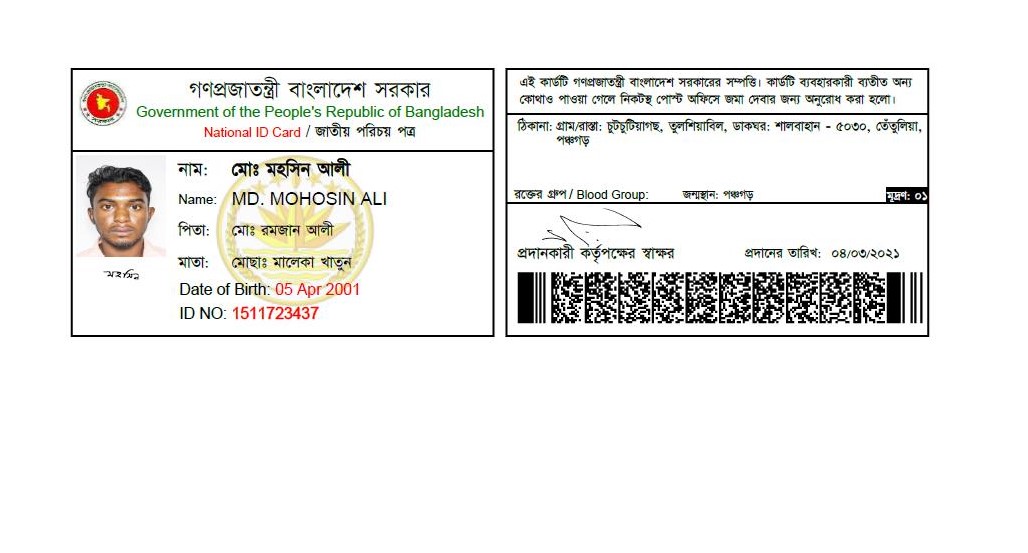 গণপ্রজাতন্ত্রী বাংলাদেশ সরকার
Government of the People's Republic of Bangladesh
National ID Card / জাতীয় পরিচয় পত্র
নাম: মোঃ মহসিন আলী
Name: MD. MOHOSIN ALI
পিতা: মোঃ রমজান আলী
মাতা: মোছাঃ মালেকা খাতুন
Date of Birth: 05 Apr 2001
ID NO: 1511723437
মহসিন
এই কার্ডটি গণপ্রজাতন্ত্রী বাংলাদেশ সরকারের সম্পত্তি। কার্ডটি ব্যবহারকারী ব্যতীত অন্য
কোথাও পাওয়া গেলে নিকটস্থ পোস্ট অফিসে জমা দেবার জন্য অনুরোধ করা হলো।
ঠিকানা: গ্রাম/রাস্তা: চুটচুটিয়াগছ, তুলশিয়াবিল, ডাকঘর: শালবাহান - ৫০৩০, তেঁতুলিয়া,
পঞ্চগড়
রক্তের গ্রুপ / Blood Group: জন্মস্থান: পঞ্চগড় মুদ্রণ: ০১
প্রদানকারী কর্তৃপক্ষের স্বাক্ষর প্রদানের তারিখ: ০৪/০৩/২০২১